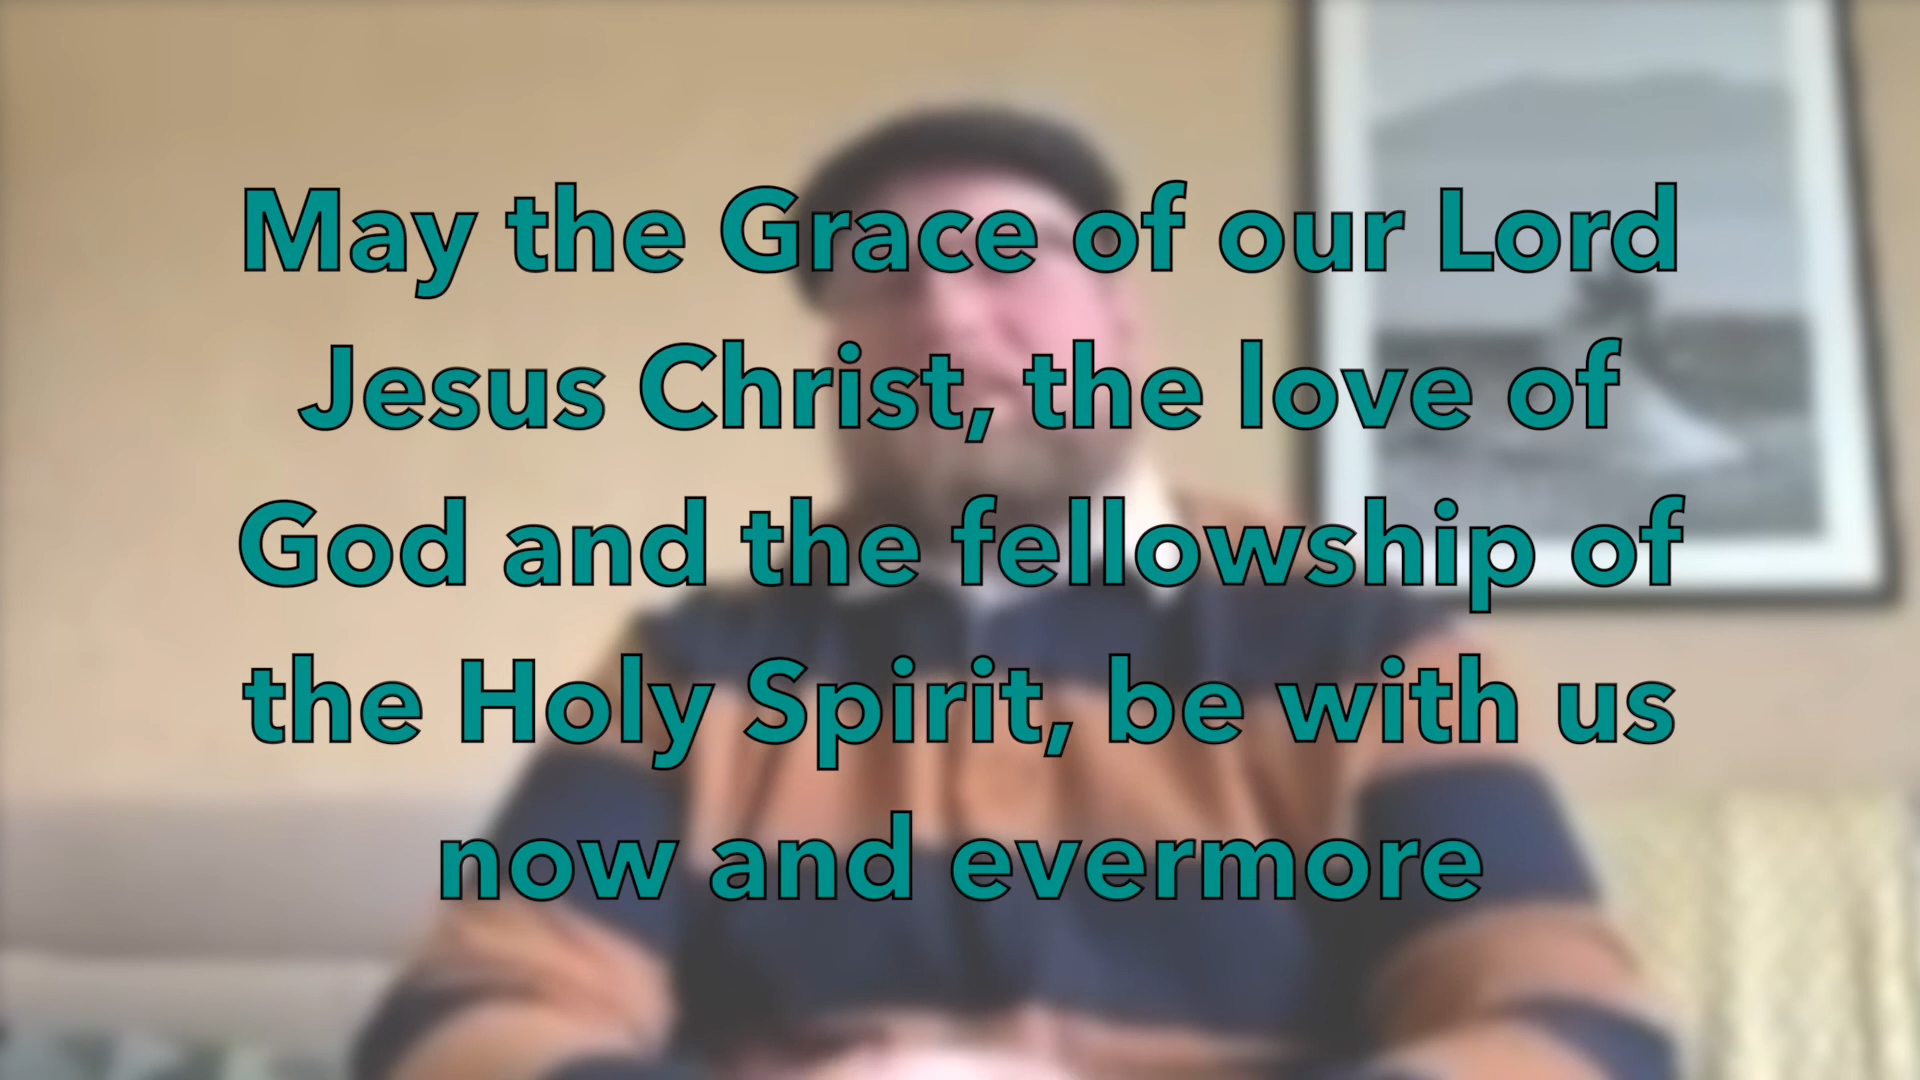 May the Grace of our Lord
Jesus Christ, the love of
God and the fellowship of
the Holy Spirit, be with us
now and evermore